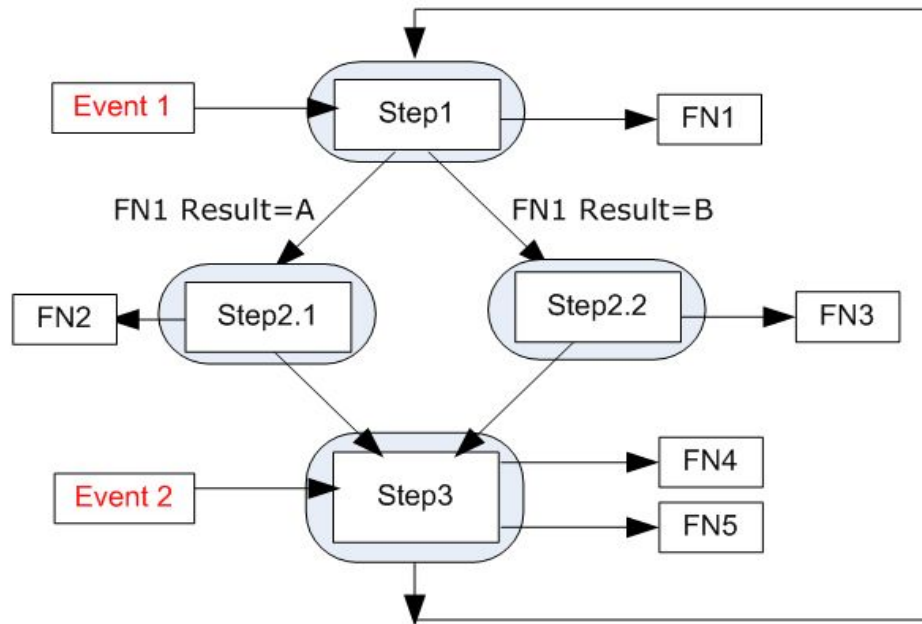 Event 1
Step1
FN1
FN1 Result=A
FN1 Result=B
FN2
Step2.1
Step2.2
FN3
Event 2
Step3
FN4
FN5